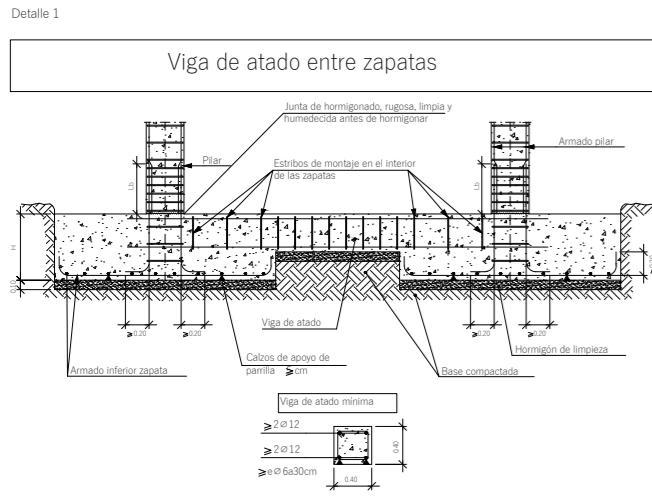 Detalle 1
Viga de atado entre zapatas
Junta de hormigonado, rugosa, limpia y
humedecida antes de hormigonar
Pilar
Estribos de montaje en el interior
de las zapatas
Armado pilar
Lb
Lb
H
0.10
≥0.20
≥0.20
≥0.20
≥0.20
Viga de atado
Hormigón de limpieza
Armado inferior zapata
Calzos de apoyo de
parrilla
cm
Base compactada
Viga de atado mínima
≥2Ø12
≥2Ø12
≥eØ6a30cm
0.40
0.40